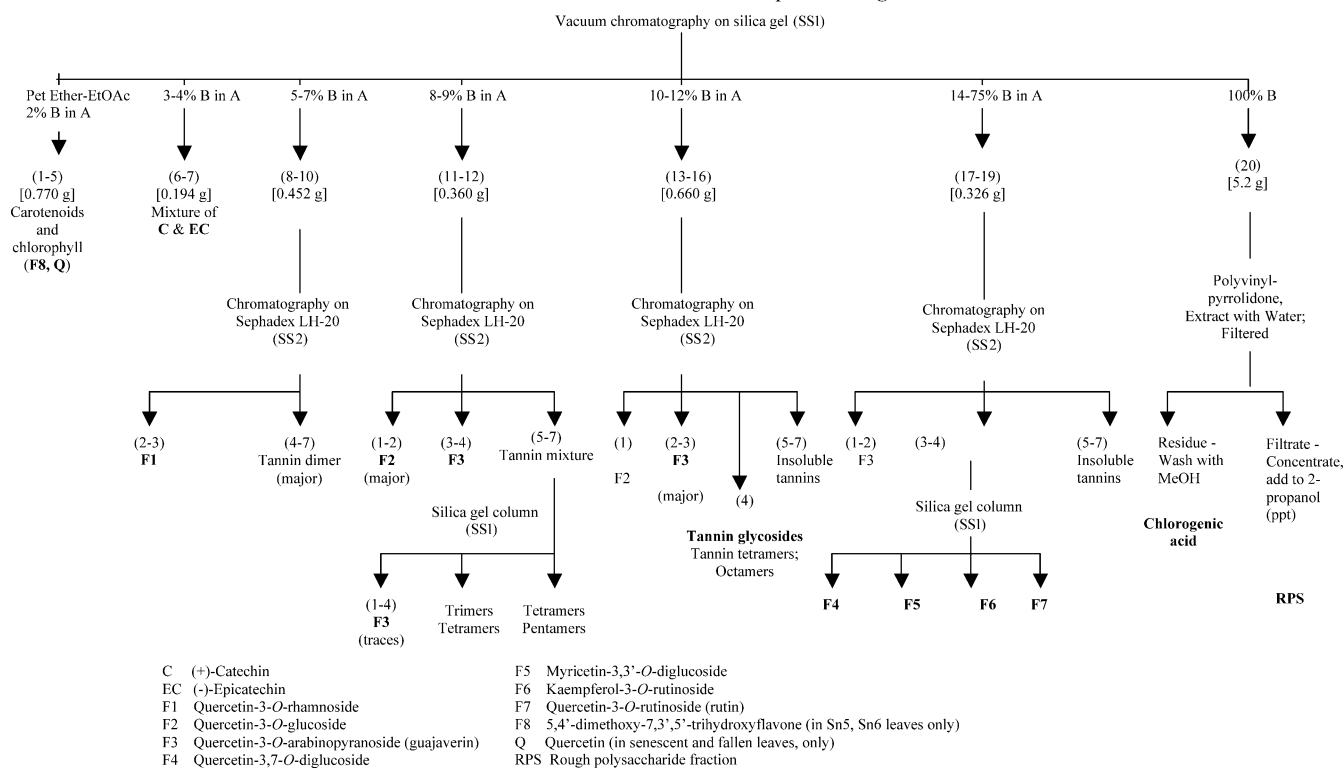 Vacuum chromatography on silica gel (SS1)
Pet Ether-EtOAc
2% B in A
3-4% B in A
5-7% B in A
8-9% B in A
10-12% B in A
14-75% B in A
100% B
(1-5)
[0.770 g]
Carotenoids
and
chlorophyll
(F8, Q)
(6-7)
[0.194 g]
Mixture of
C & EC
(8-10)
[0.452 g]
(11-12)
[0.360 g]
(13-16)
[0.660 g]
(17-19)
[0.326 g]
(20)
[5.2 g]
Chromatography on
Sephadex LH-20
(SS2)
Chromatography on
Sephadex LH-20
(SS2)
Chromatography on
Sephadex LH-20
(SS2)
Chromatography on
Sephadex LH-20
(SS2)
Polyvinyl-
pyrrolidone,
Extract with Water;
Filtered
(2-3)
F1
(4-7)
Tannin dimer
(major)
(1-2)
F2
(major)
(3-4)
F3
(5-7)
Tannin mixture
(1)
F2
(2-3)
F3
(major)
(4)
Tannin glycosides
Tannin tetramers;
Octamers
(5-7)
Insoluble
tannins
(1-2)
F3
(3-4)
(5-7)
Insoluble
tannins
Residue -
Wash with
MeOH
Chlorogenic
acid
Filtrate -
Concentrate,
add to 2-
propanol
(ppt)
RPS
Silica gel column
(SS1)
(1-4)
F3
(traces)
Trimers
Tetramers
Tetramers
Pentamers
Silica gel column
(SS1)
F4
F5
F6
F7
C (+)-Catechin
EC (-)-Epicatechin
F1 Quercetin-3-O-rhamnoside
F2 Quercetin-3-O-glucoside
F3 Quercetin-3-O-arabinopyranoside (guajaverin)
F4 Quercetin-3,7-O-diglucoside
F5 Myricetin-3,3'-O-diglucoside
F6 Kaempferol-3-O-rutinoside
F7 Quercetin-3-O-rutinoside (rutin)
F8 5,4'-dimethoxy-7,3',5'-trihydroxyflavone (in Sn5, Sn6 leaves only)
Q Quercetin (in senescent and fallen leaves, only)
RPS Rough polysaccharide fraction